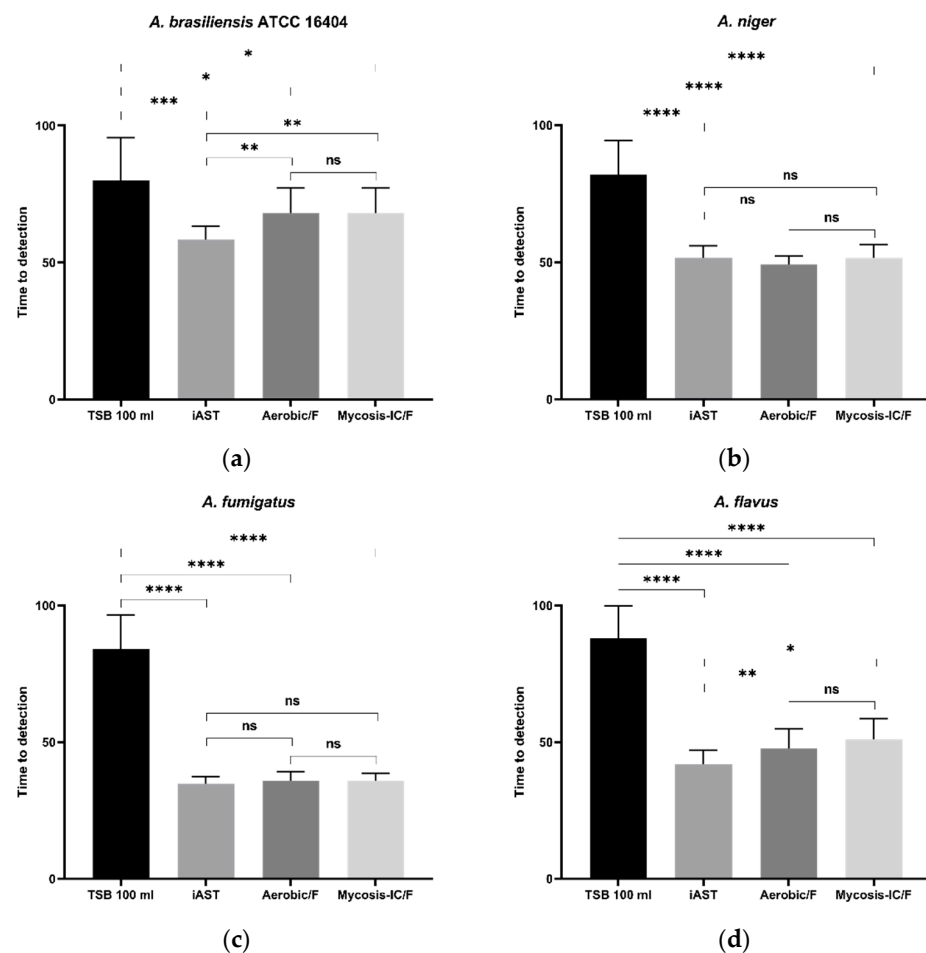 A. brasiliensis ATCC 16404
*
*
***
**
**
ns
100
50
0
Time to detection
TSB 100 ml iAST Aerobic/F Mycosis-IC/F
(a)
A. niger
****
****
****
ns
ns
ns
100
50
0
Time to detection
TSB 100 ml iAST Aerobic/F Mycosis-IC/F
(b)
A. fumigatus
****
****
****
ns
ns
ns
100
50
0
Time to detection
TSB 100 ml iAST Aerobic/F Mycosis-IC/F
(c)
A. flavus
****
****
****
*
**
ns
100
50
0
Time to detection
TSB 100 ml iAST Aerobic/F Mycosis-IC/F
(d)